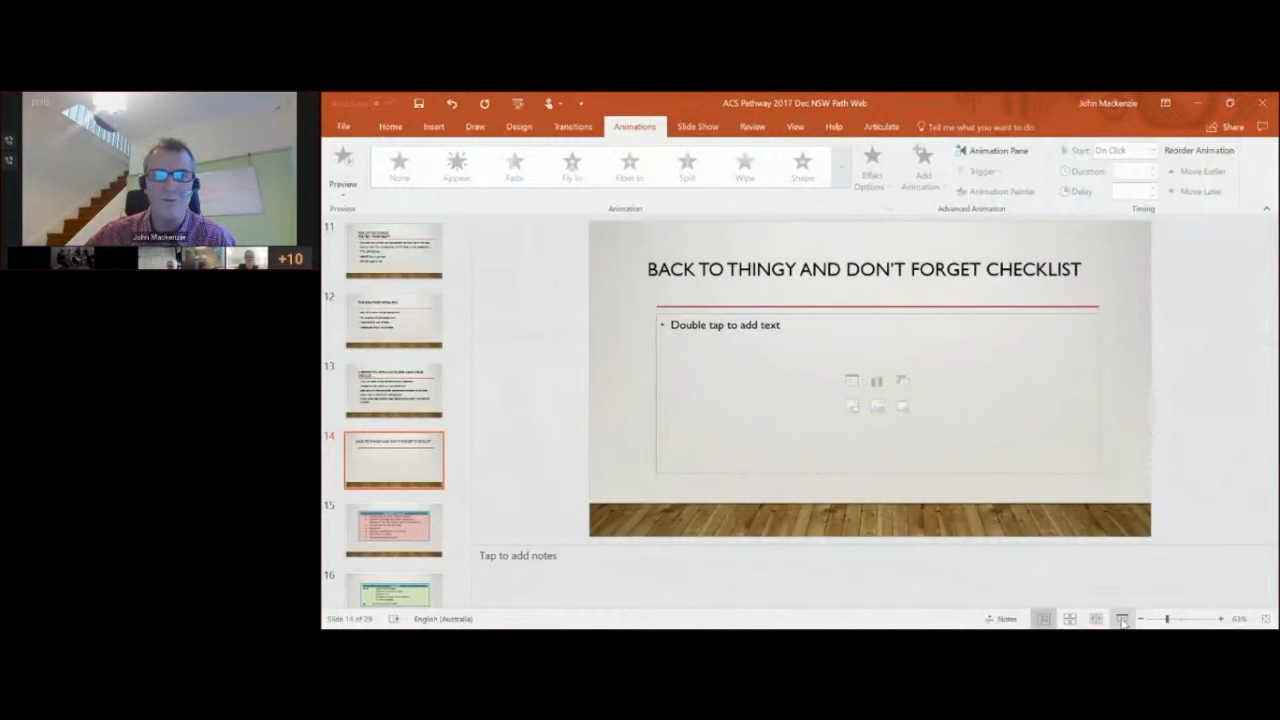 ACS Pathway 2017 Dec NSW Path Web
John Mackenzie
File Home Insert Draw Design Transitions Animations Slide Show Review View Help Articulate Tell me what you want to do
Share
Preview
None
Appear
Fade
Fly In
Float In
Split
Wipe
Shape
Effect
Options
Add
Animation
Animation Pane
Trigger
Animation Painter
Start: On Click
Duration:
Delay:
Reorder Animation
Move Earlier
Move Later
Preview
Animation
Advanced Animation
Timing
John Mackenzie
+10
11
12
13
14
15
16
BACK TO THINGY AND DON'T FORGET CHECKLIST
• Double tap to add text
Tap to add notes
Slide 14 of 29
English (Australia)
Notes
63%